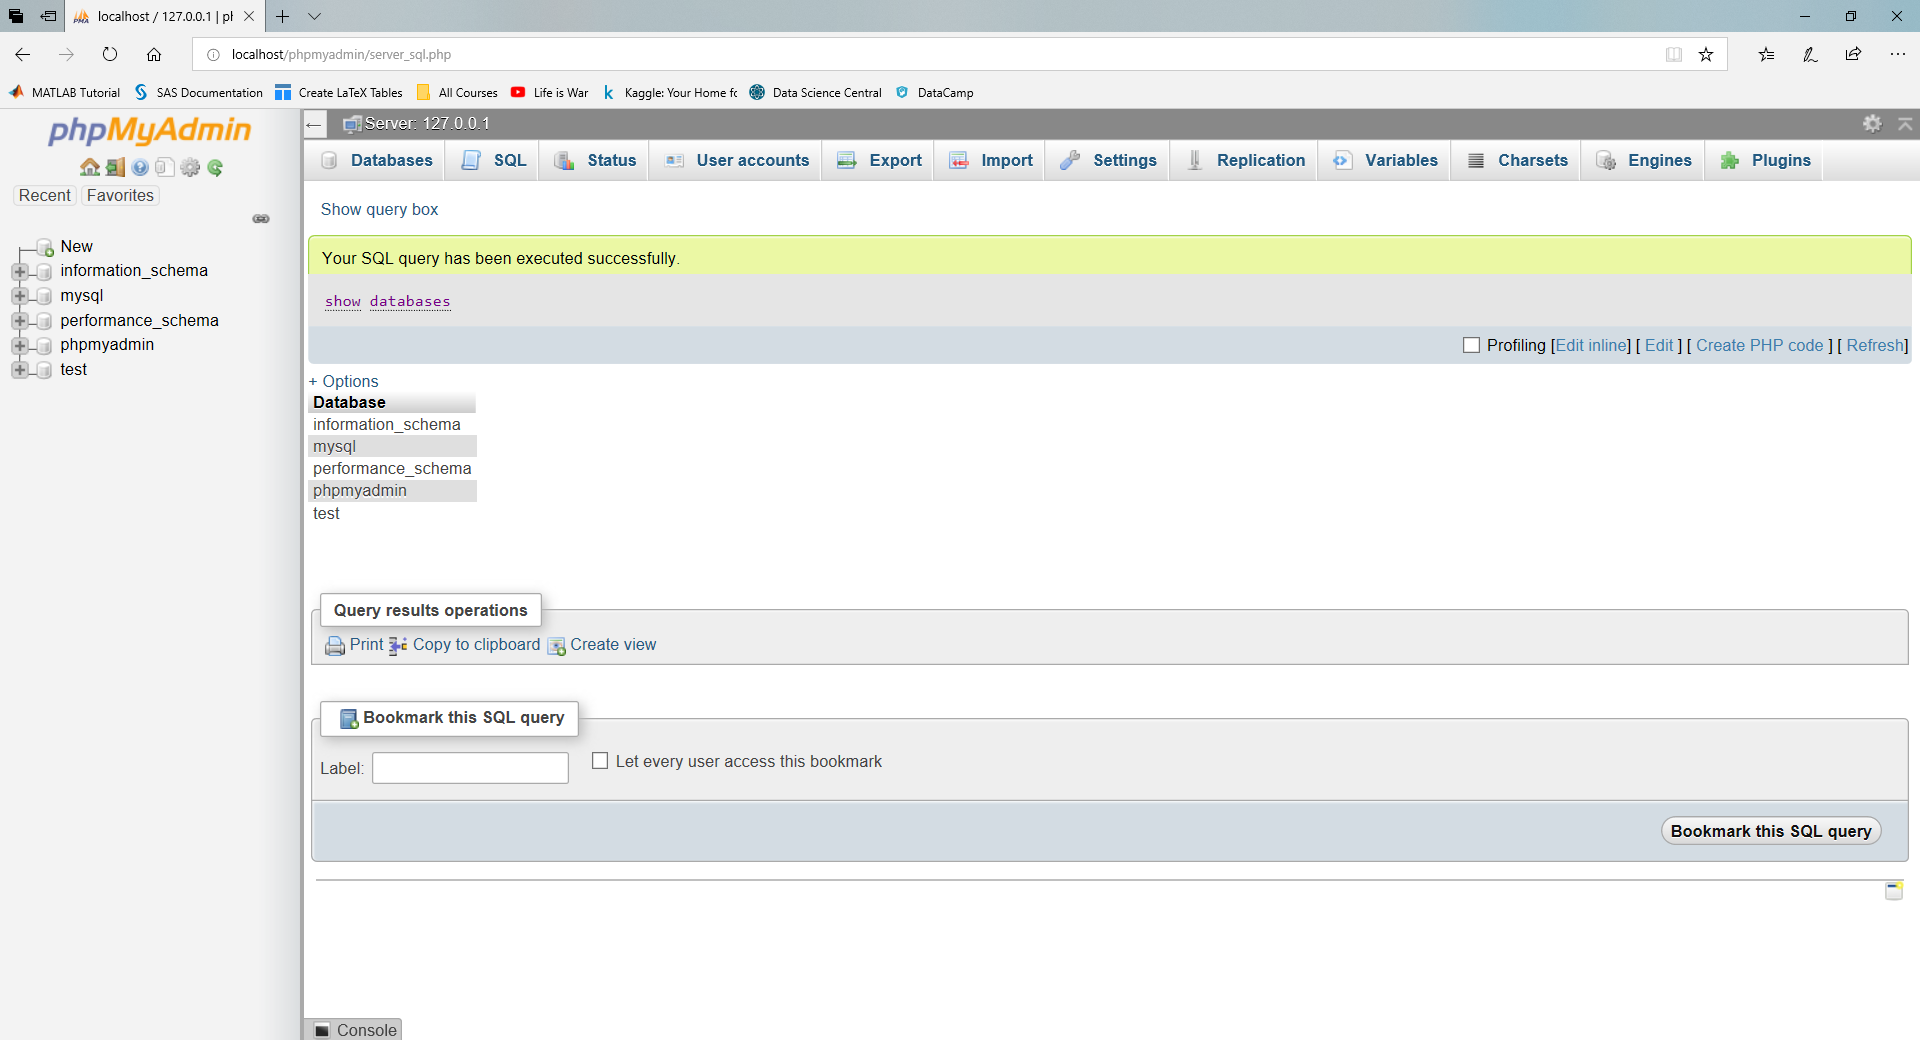 localhost / 127.0.0.1 | pl
localhost/phpmyadmin/server_sql.php
MATLAB Tutorial SAS Documentation Create LaTeX Tables All Courses Life is War Kaggle: Your Home fo Data Science Central DataCamp
phpMyAdmin
Recent Favorites
New
information_schema
mysql
performance_schema
phpmyadmin
test
Server: 127.0.0.1
Databases SQL Status User accounts Export Import Settings Replication Variables Charsets Engines Plugins
Show query box
Your SQL query has been executed successfully.
show databases
Profiling [Edit inline] [ Edit ] [ Create PHP code ] [ Refresh]
+ Options
Database
information_schema
mysql
performance_schema
phpmyadmin
test
Query results operations
Print Copy to clipboard Create view
Bookmark this SQL query
Label: Let every user access this bookmark
Bookmark this SQL query
Console